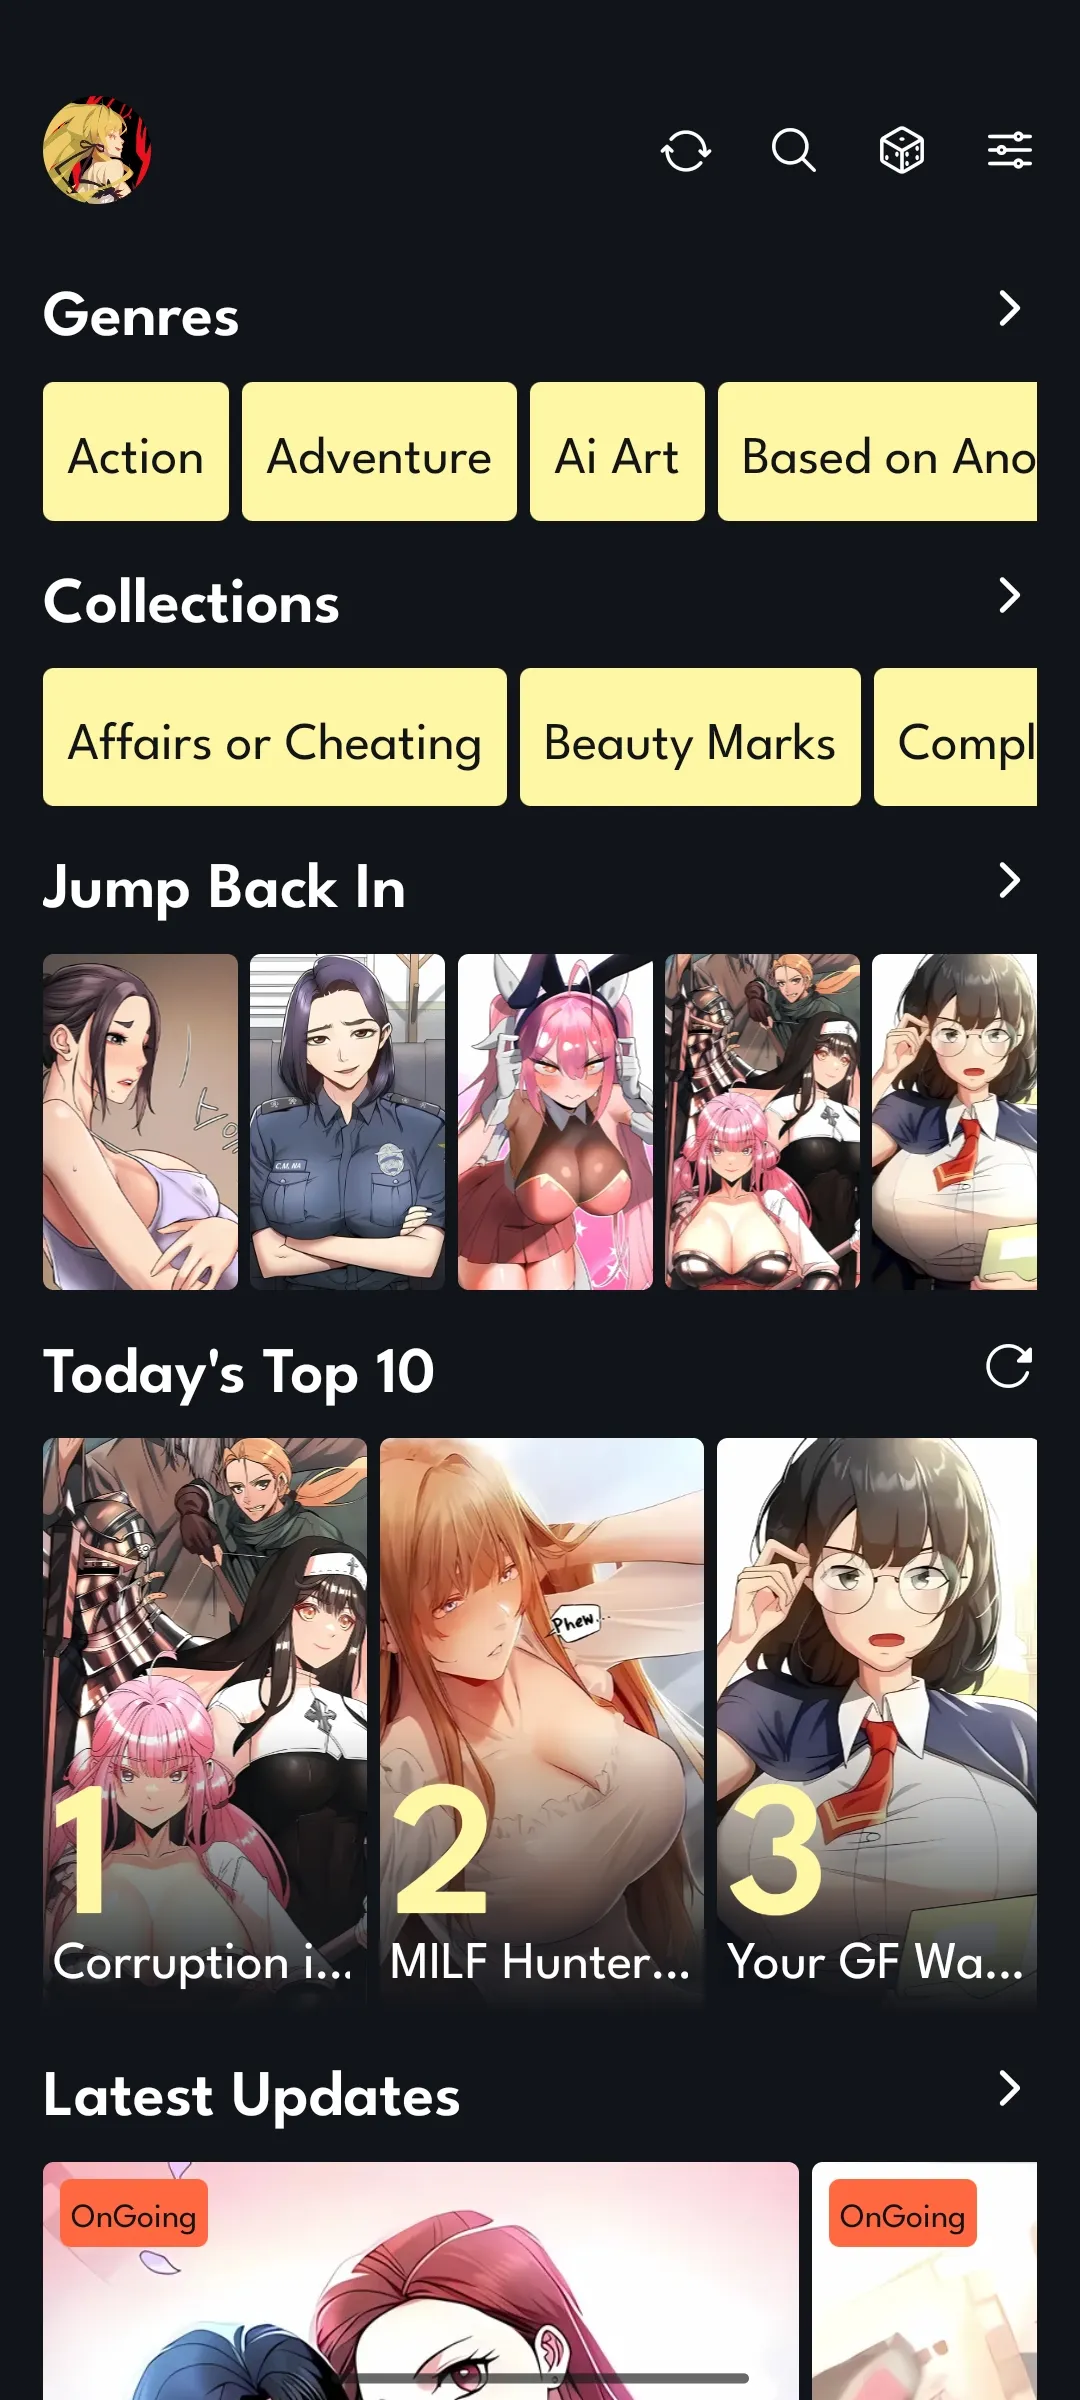 Genres
Action
Adventure
Ai Art
Based on Ano
Collections
Affairs or Cheating
Beauty Marks
Compl
Jump Back In
C.M. NA
Today's Top 10
Phew..
1
2
3
Corruption i...
MILF Hunter...
Your GF Wa...
Latest Updates
OnGoing
OnGoing